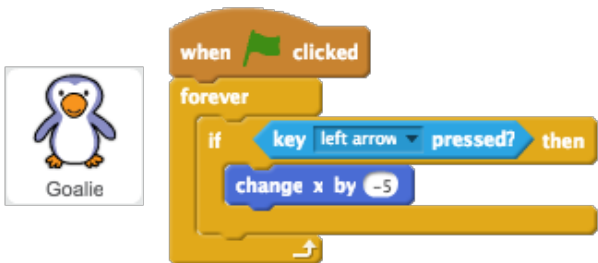 when clicked
forever
if key left arrow pressed? then
change x by -5
Goalie